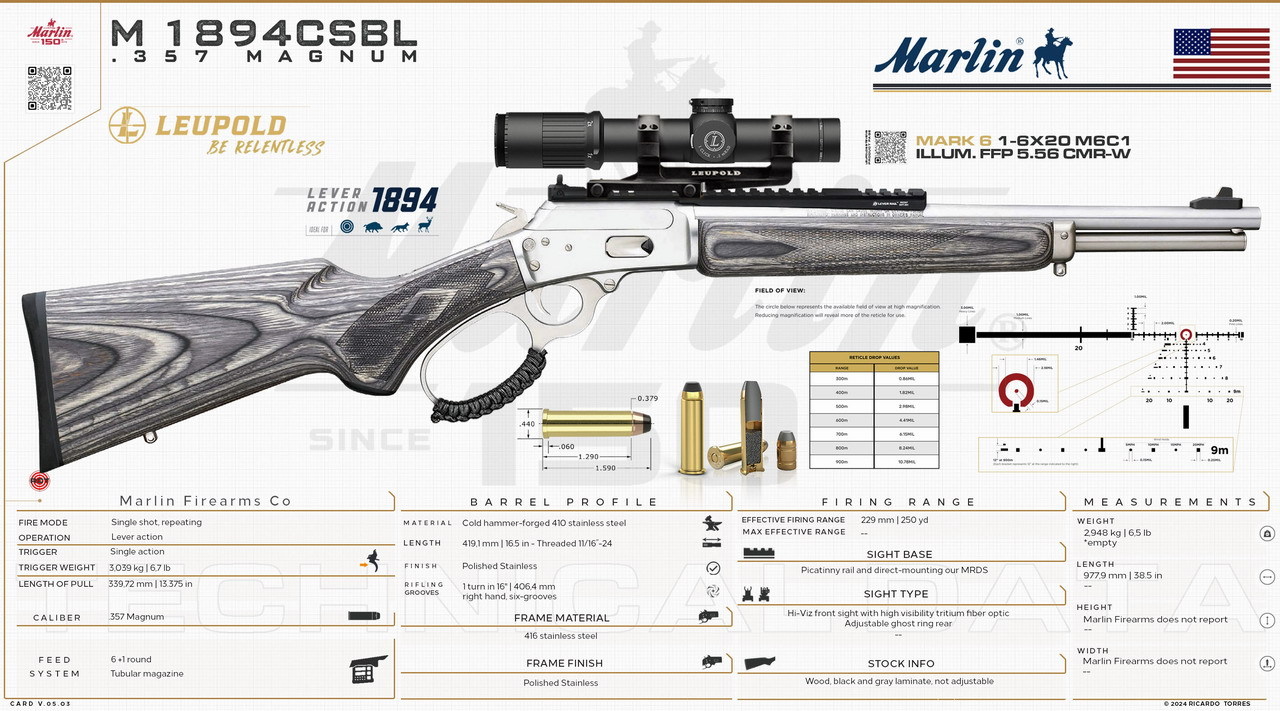 Marlin
150
M 1894CSBL
.357 MAGNUM
LEUPOLD
BE RELENTLESS
Marlin®
MARK 6 1-6X20 M6C1
ILLUM. FFP 5.56 CMR-W
LEVER
ACTION 1894
IDEAL FOR
LEUPOLD
Marlin®
SINCE
FIELD OF VIEW:
The circle below represents the available field of view at high magnification.
Reducing magnification will reveal more of the reticle for use.
RETICLE DROP VALUES
RANGE DROP VALUE
300m 0.86MIL
400m 1.82MIL
500m 2.98MIL
600m 4.41MIL
700m 6.10MIL
800m 8.24MIL
900m 10.78MIL
20
4
5
6
7
8
9m
20 10 10 20
9m
0.379
.440
.060
1.290
1.590
Marlin Firearms Co
FIRE MODE Single shot, repeating
OPERATION Lever action
TRIGGER Single action
TRIGGER WEIGHT 3,039 kg | 6,7 lb
LENGTH OF PULL 339,72 mm | 13.375 in
CALIBER 357 Magnum
FEED SYSTEM 6 +1 round
Tubular magazine
BARREL PROFILE
MATERIAL Cold hammer-forged 410 stainless steel
LENGTH 419,1 mm | 16.5 in - Threaded 11/16"-24
FINISH Polished Stainless
RIFLING GROOVES 1 turn in 16" | 406,4 mm
right hand, six-grooves
FRAME MATERIAL
416 stainless steel
FRAME FINISH
Polished Stainless
FIRING RANGE
EFFECTIVE FIRING RANGE 229 mm | 250 yd
MAX EFFECTIVE RANGE --
SIGHT BASE
Picatinny rail and direct-mounting our MRDS
SIGHT TYPE
Hi-Viz front sight with high visibility tritium fiber optic
Adjustable ghost ring rear
--
STOCK INFO
Wood, black and gray laminate, not adjustable
MEASUREMENTS
WEIGHT
2,948 kg | 6,5 lb
*empty
LENGTH
977,9 mm | 38.5 in
--
HEIGHT
Marlin Firearms does not report
--
WIDTH
Marlin Firearms does not report
--
TECHNICAL DATA
CARD V.05.03
© 2024 RICARDO TORRES